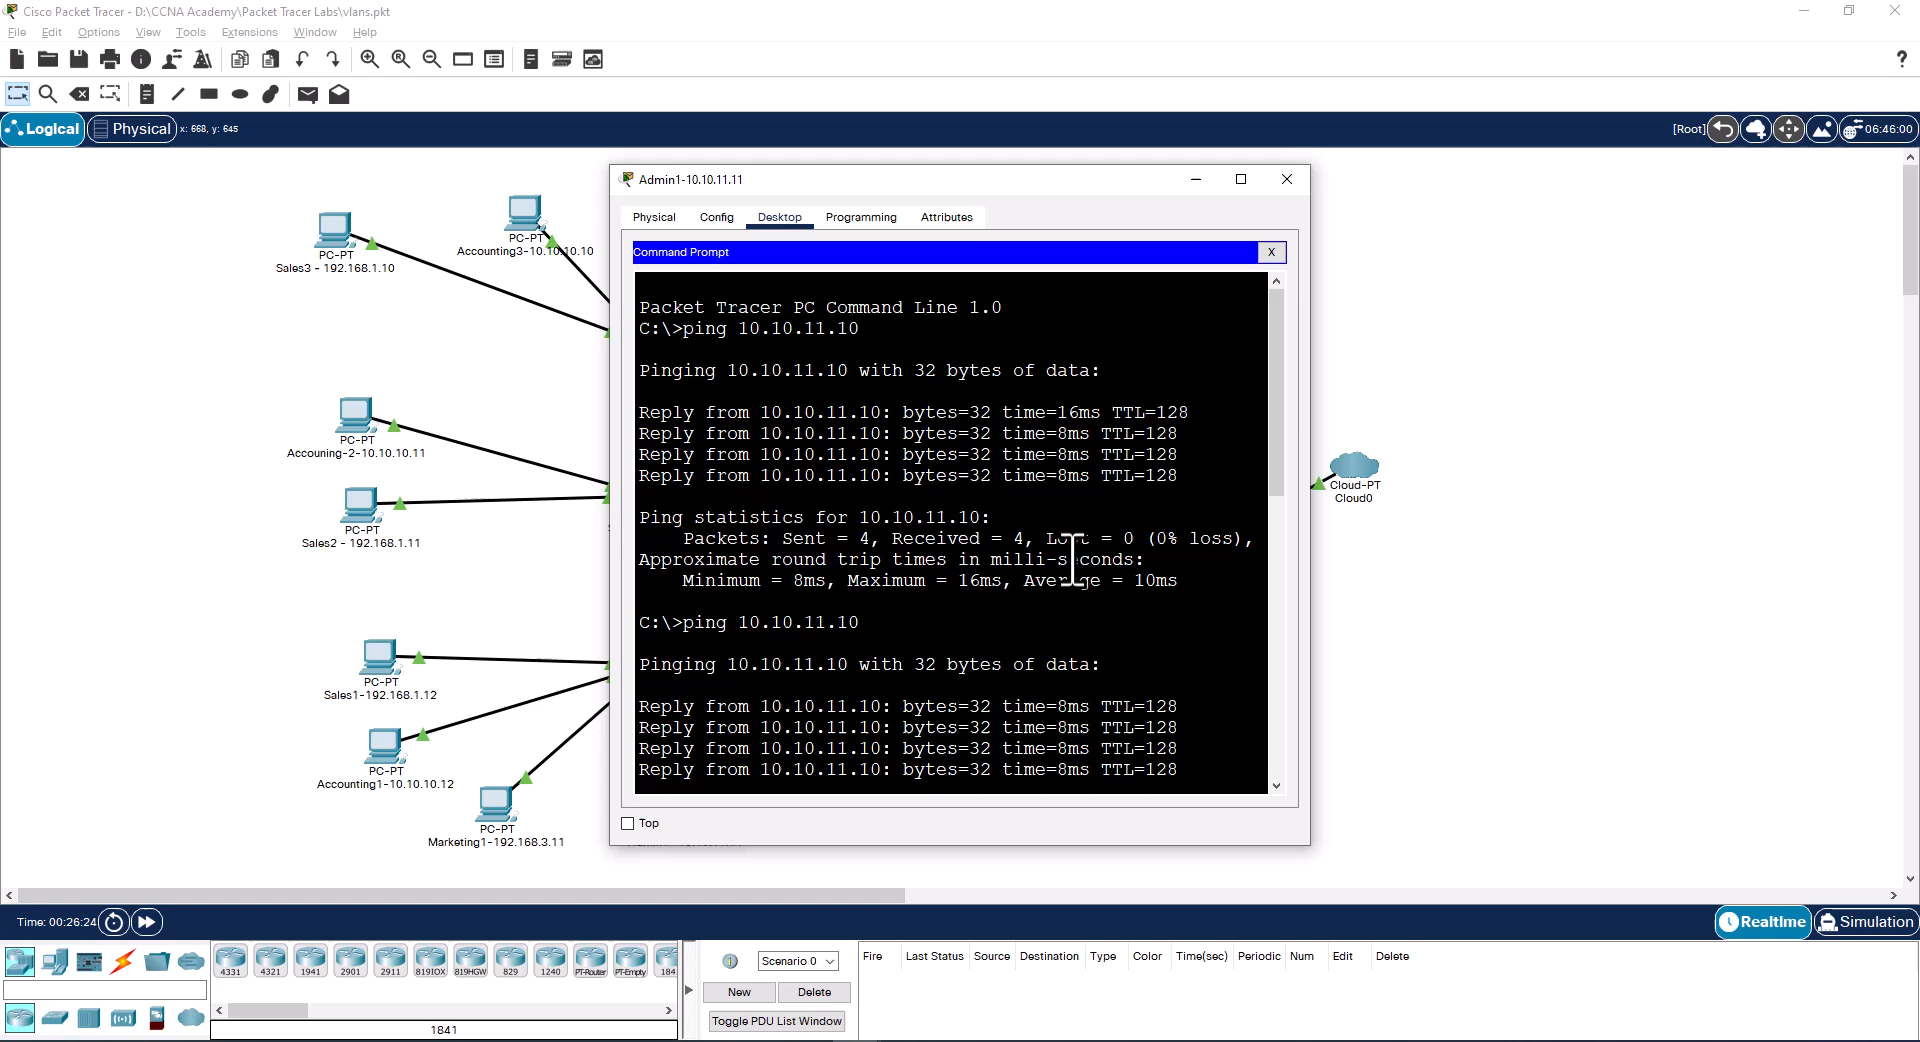 Cisco Packet Tracer - D:\CCNA Academy\Packet Tracer Labs\vlans.pkt
File Edit Options View Tools Extensions Window Help
?
Logical Physical x: 668, y: 645 [Root] 06:46:00
PC-PT
Sales3 - 192.168.1.10
PC-PT
Accounting3-10.10.10.10
PC-PT
Accouning-2-10.10.10.11
PC-PT
Sales2 - 192.168.1.11
PC-PT
Sales1-192.168.1.12
PC-PT
Accounting1-10.10.10.12
PC-PT
Marketing1-192.168.3.11
Cloud-PT
Cloud0
Admin1-10.10.11.11
Physical Config Desktop Programming Attributes
Command Prompt X
Packet Tracer PC Command Line 1.0
C:\>ping 10.10.11.10
Pinging 10.10.11.10 with 32 bytes of data:
Reply from 10.10.11.10: bytes=32 time=16ms TTL=128
Reply from 10.10.11.10: bytes=32 time=8ms TTL=128
Reply from 10.10.11.10: bytes=32 time=8ms TTL=128
Reply from 10.10.11.10: bytes=32 time=8ms TTL=128
Ping statistics for 10.10.11.10:
Packets: Sent = 4, Received = 4, Lost = 0 (0% loss),
Approximate round trip times in milli-seconds:
Minimum = 8ms, Maximum = 16ms, Average = 10ms
C:\>ping 10.10.11.10
Pinging 10.10.11.10 with 32 bytes of data:
Reply from 10.10.11.10: bytes=32 time=8ms TTL=128
Reply from 10.10.11.10: bytes=32 time=8ms TTL=128
Reply from 10.10.11.10: bytes=32 time=8ms TTL=128
Reply from 10.10.11.10: bytes=32 time=8ms TTL=128
Top
Time: 00:26:24 Realtime Simulation
4331 4321 1941 2901 2911 819IOX 819HGW 829 1240 PT-Router PT-Empty 184
1841
Scenario 0
New Delete
Toggle PDU List Window
Fire Last Status Source Destination Type Color Time(sec) Periodic Num Edit Delete